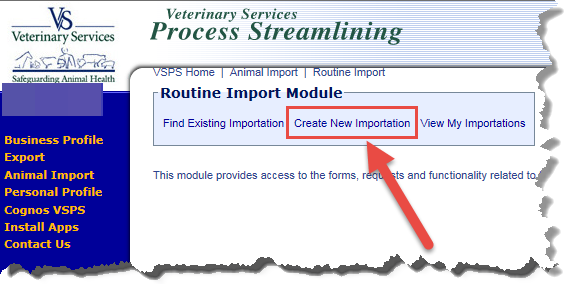 VS
Veterinary Services
Safeguarding Animal Health
Veterinary Services
Process Streamlining
VSPS Home | Animal Import | Routine Import
Routine Import Module
Find Existing Importation Create New Importation View My Importations
This module provides access to the forms, requests and functionality related to
Business Profile
Export
Animal Import
Personal Profile
Cognos VSPS
Install Apps
Contact Us